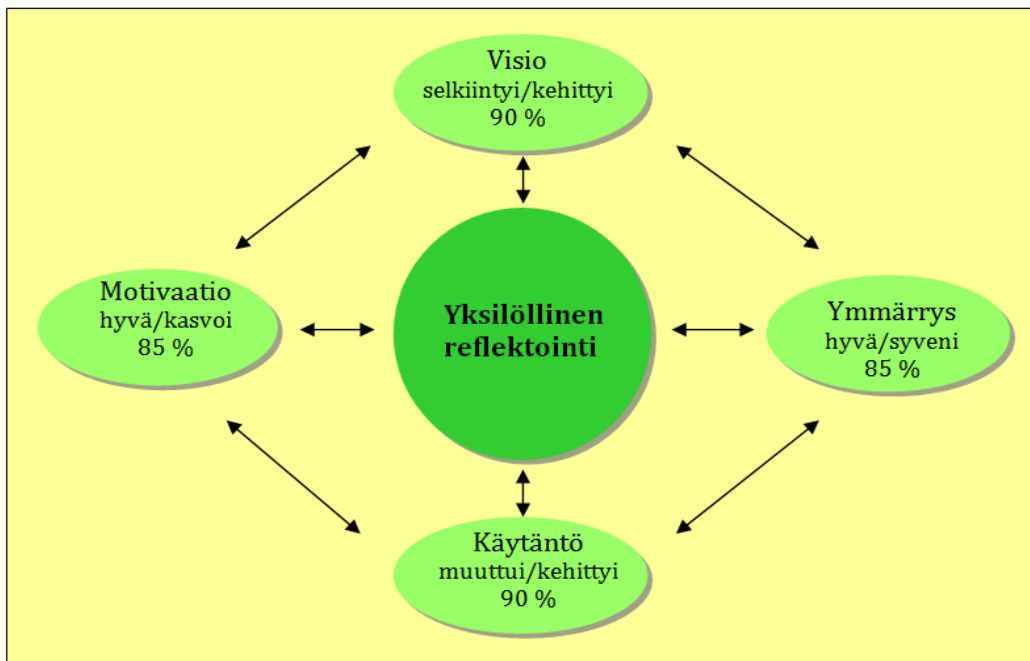 Visio
selkiintyi/kehittyi
90 %
Motivaatio
hyvä/kasvoi
85 %
Yksilöllinen
reflektointi
Ymmärrys
hyvä/syveni
85 %
Käytäntö
muuttui/kehittyi
90 %